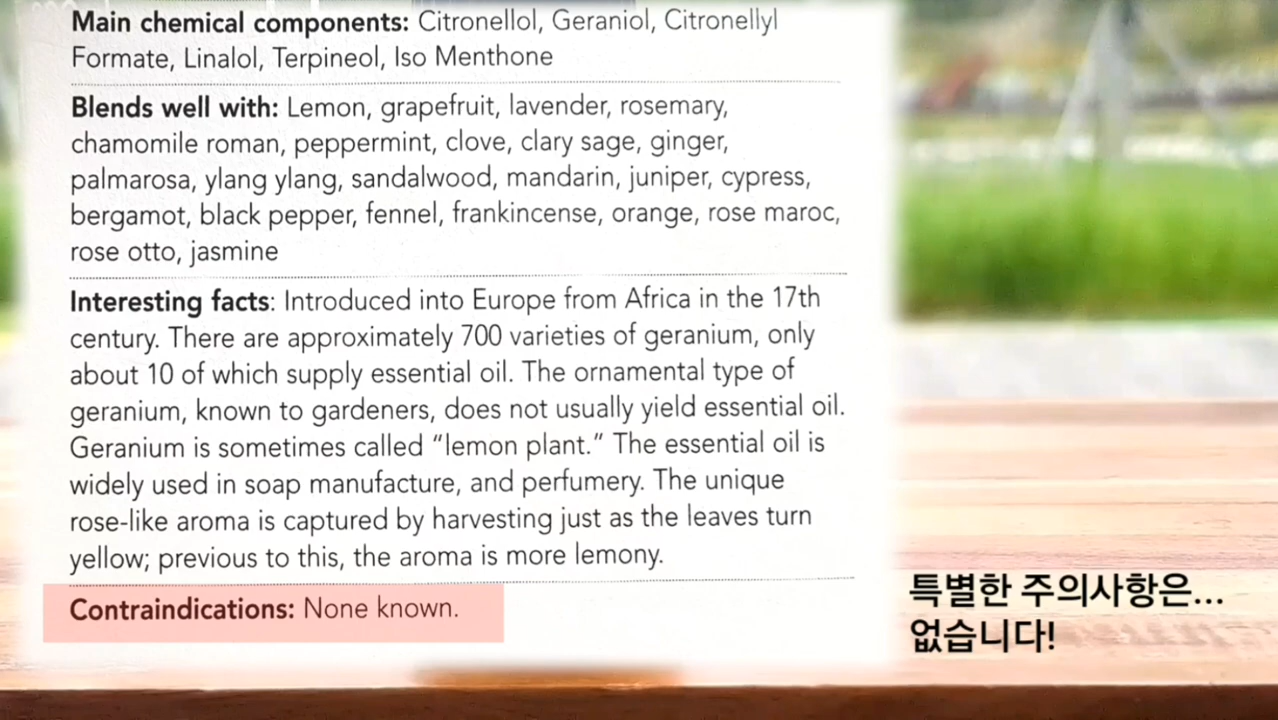 Main chemical components: Citronellol, Geraniol, Citronellyl
Formate, Linalol, Terpineol, Iso Menthone
Blends well with: Lemon, grapefruit, lavender, rosemary,
chamomile roman, peppermint, clove, clary sage, ginger,
palmarosa, ylang ylang, sandalwood, mandarin, juniper, cypress,
bergamot, black pepper, fennel, frankincense, orange, rose maroc,
rose otto, jasmine
Interesting facts: Introduced into Europe from Africa in the 17th
century. There are approximately 700 varieties of geranium, only
about 10 of which supply essential oil. The ornamental type of
geranium, known to gardeners, does not usually yield essential oil.
Geranium is sometimes called “lemon plant.” The essential oil is
widely used in soap manufacture, and perfumery. The unique
rose-like aroma is captured by harvesting just as the leaves turn
yellow; previous to this, the aroma is more lemony.
Contraindications: None known.
특별한 주의사항은...
없습니다!